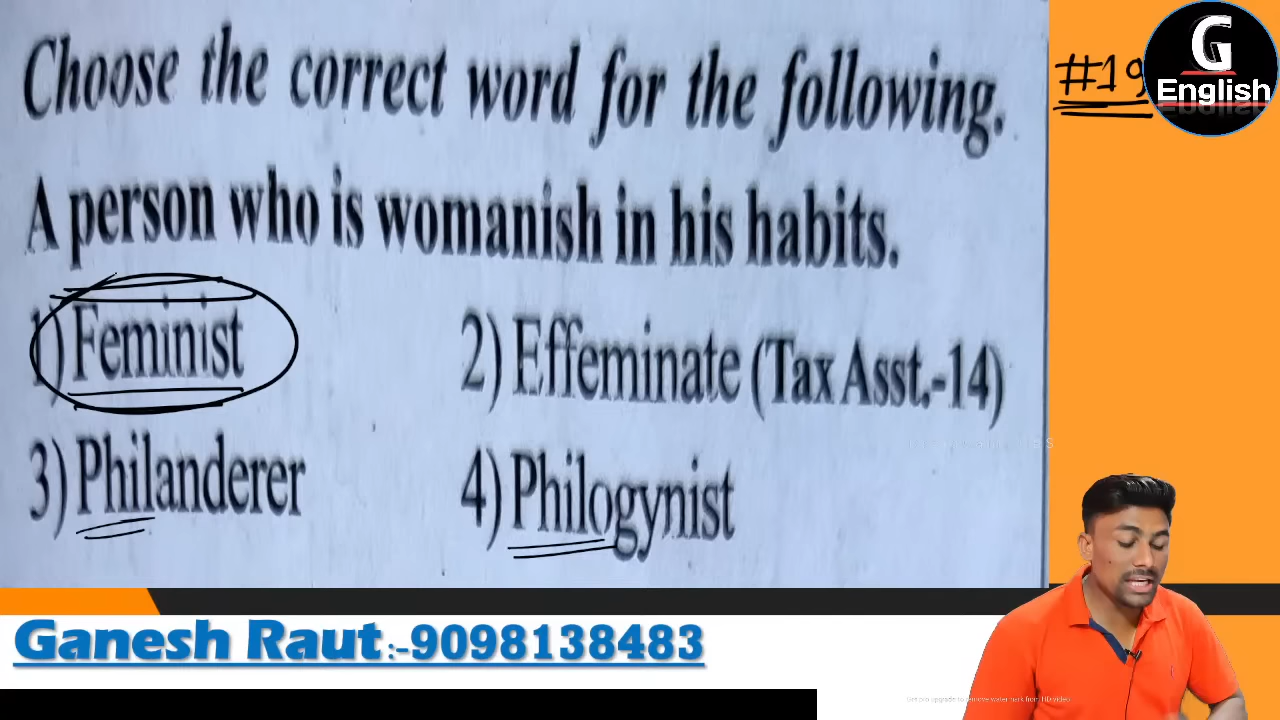 Choose the correct word for the following.
#19
G
English
A person who is womanish in his habits.
1) Feminist
2) Effeminate (Tax Asst.-14)
3) Philanderer
4) Philogynist
Ganesh Raut:-9098138483